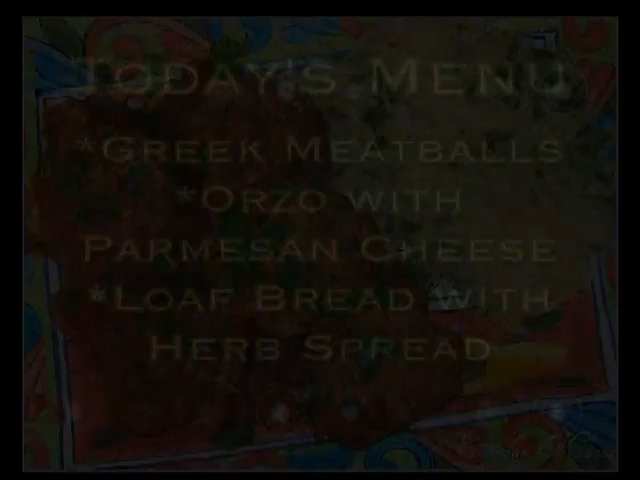 Today's Menu
*Greek Meatballs
*Orzo with
Parmesan Cheese
*Loaf Bread with
Herb Spread